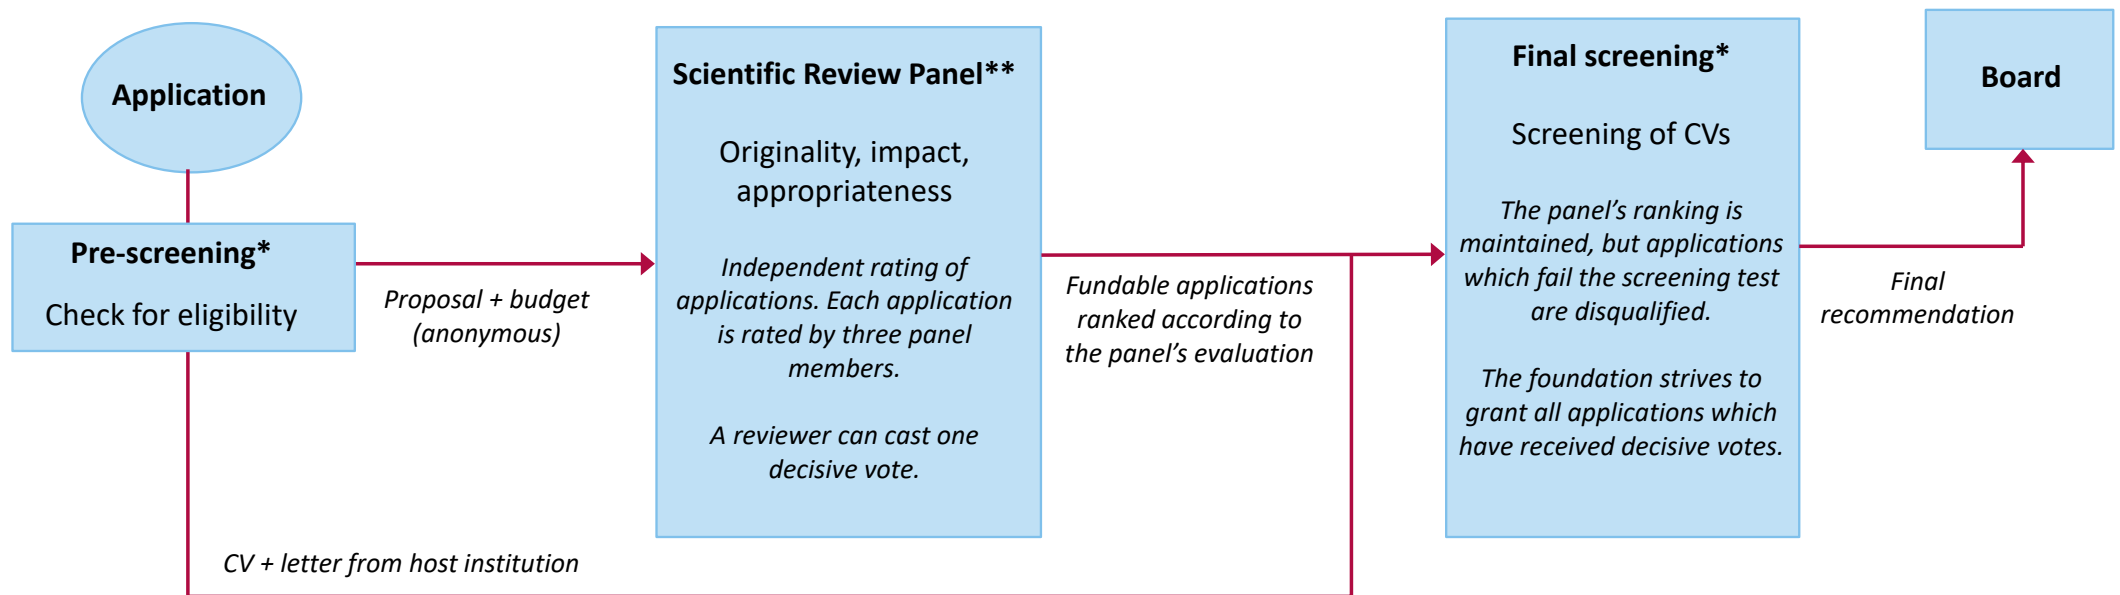 Application
Pre-screening*
Check for eligibility
Proposal + budget
(anonymous)
CV + letter from host institution
Scientific Review Panel**
Originality, impact,
appropriateness
Independent rating of
applications. Each application
is rated by three panel
members.
A reviewer can cast one
decisive vote.
Fundable applications
ranked according to
the panel’s evaluation
Final screening*
Screening of CVs
The panel’s ranking is
maintained, but applications
which fail the screening test
are disqualified.
The foundation strives to
grant all applications which
have received decisive votes.
Final
recommendation
Board